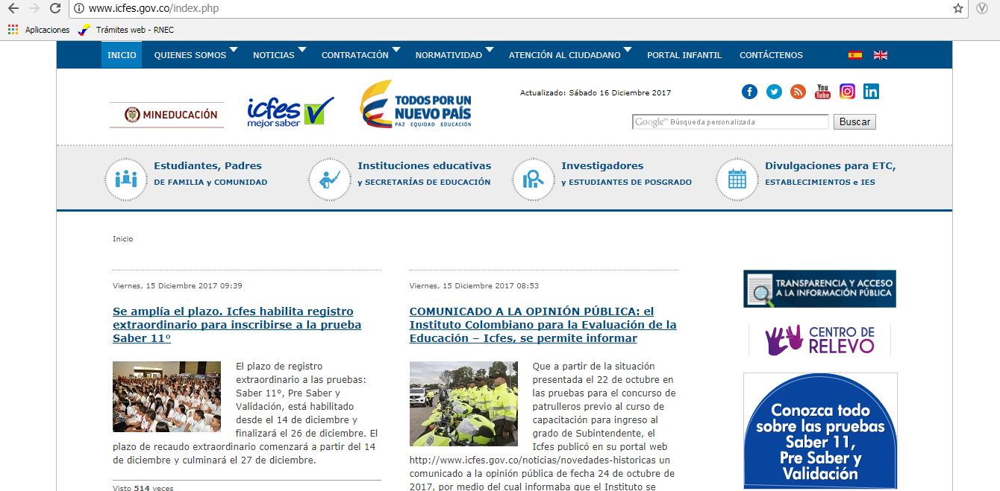 www.icfes.gov.co/index.php
Aplicaciones Trámites web - RNEC
INICIO QUIENES SOMOS NOTICIAS CONTRATACIÓN NORMATIVIDAD ATENCIÓN AL CIUDADANO PORTAL INFANTIL CONTÁCTENOS
MINEDUCACIÓN
icfes
mejor saber
TODOS POR UN
NUEVO PAÍS
PAZ EQUIDAD EDUCACIÓN
Actualizado: Sábado 16 Diciembre 2017
You
Tube
Google™ Búsqueda personalizada
Buscar
Estudiantes, Padres
DE FAMILIA y COMUNIDAD
Instituciones educativas
y SECRETARÍAS DE EDUCACIÓN
Investigadores
y ESTUDIANTES DE POSGRADO
Divulgaciones para ETC,
ESTABLECIMIENTOS e IES
Inicio
Viernes, 15 Diciembre 2017 09:39
Se amplía el plazo. Icfes habilita registro
extraordinario para inscribirse a la prueba
Saber 11°
El plazo de registro
extraordinario a las pruebas:
Saber 11°, Pre Saber y
Validación, está habilitado
desde el 14 de diciembre y
finalizará el 26 de diciembre. El
plazo de recaudo extraordinario comenzará a partir del 14
de diciembre y culminará el 27 de diciembre.
Visto 514 veces
Viernes, 15 Diciembre 2017 08:53
COMUNICADO A LA OPINIÓN PÚBLICA: el
Instituto Colombiano para la Evaluación de la
Educación – Icfes, se permite informar
Que a partir de la situación
presentada el 22 de octubre en
las pruebas para el concurso de
patrulleros previo al curso de
capacitación para ingreso al
grado de Subintendente, el
Icfes publicó en su portal web
http://www.icfes.gov.co/noticias/novedades-historicas un
comunicado a la opinión pública de fecha 24 de octubre de
2017, por medio del cual informaba que el Instituto se
TRANSPARENCIA Y ACCESO
A LA INFORMACIÓN PÚBLICA
CENTRO DE
RELEVO
Conozca todo
sobre las pruebas
Saber 11,
Pre Saber y
Validación